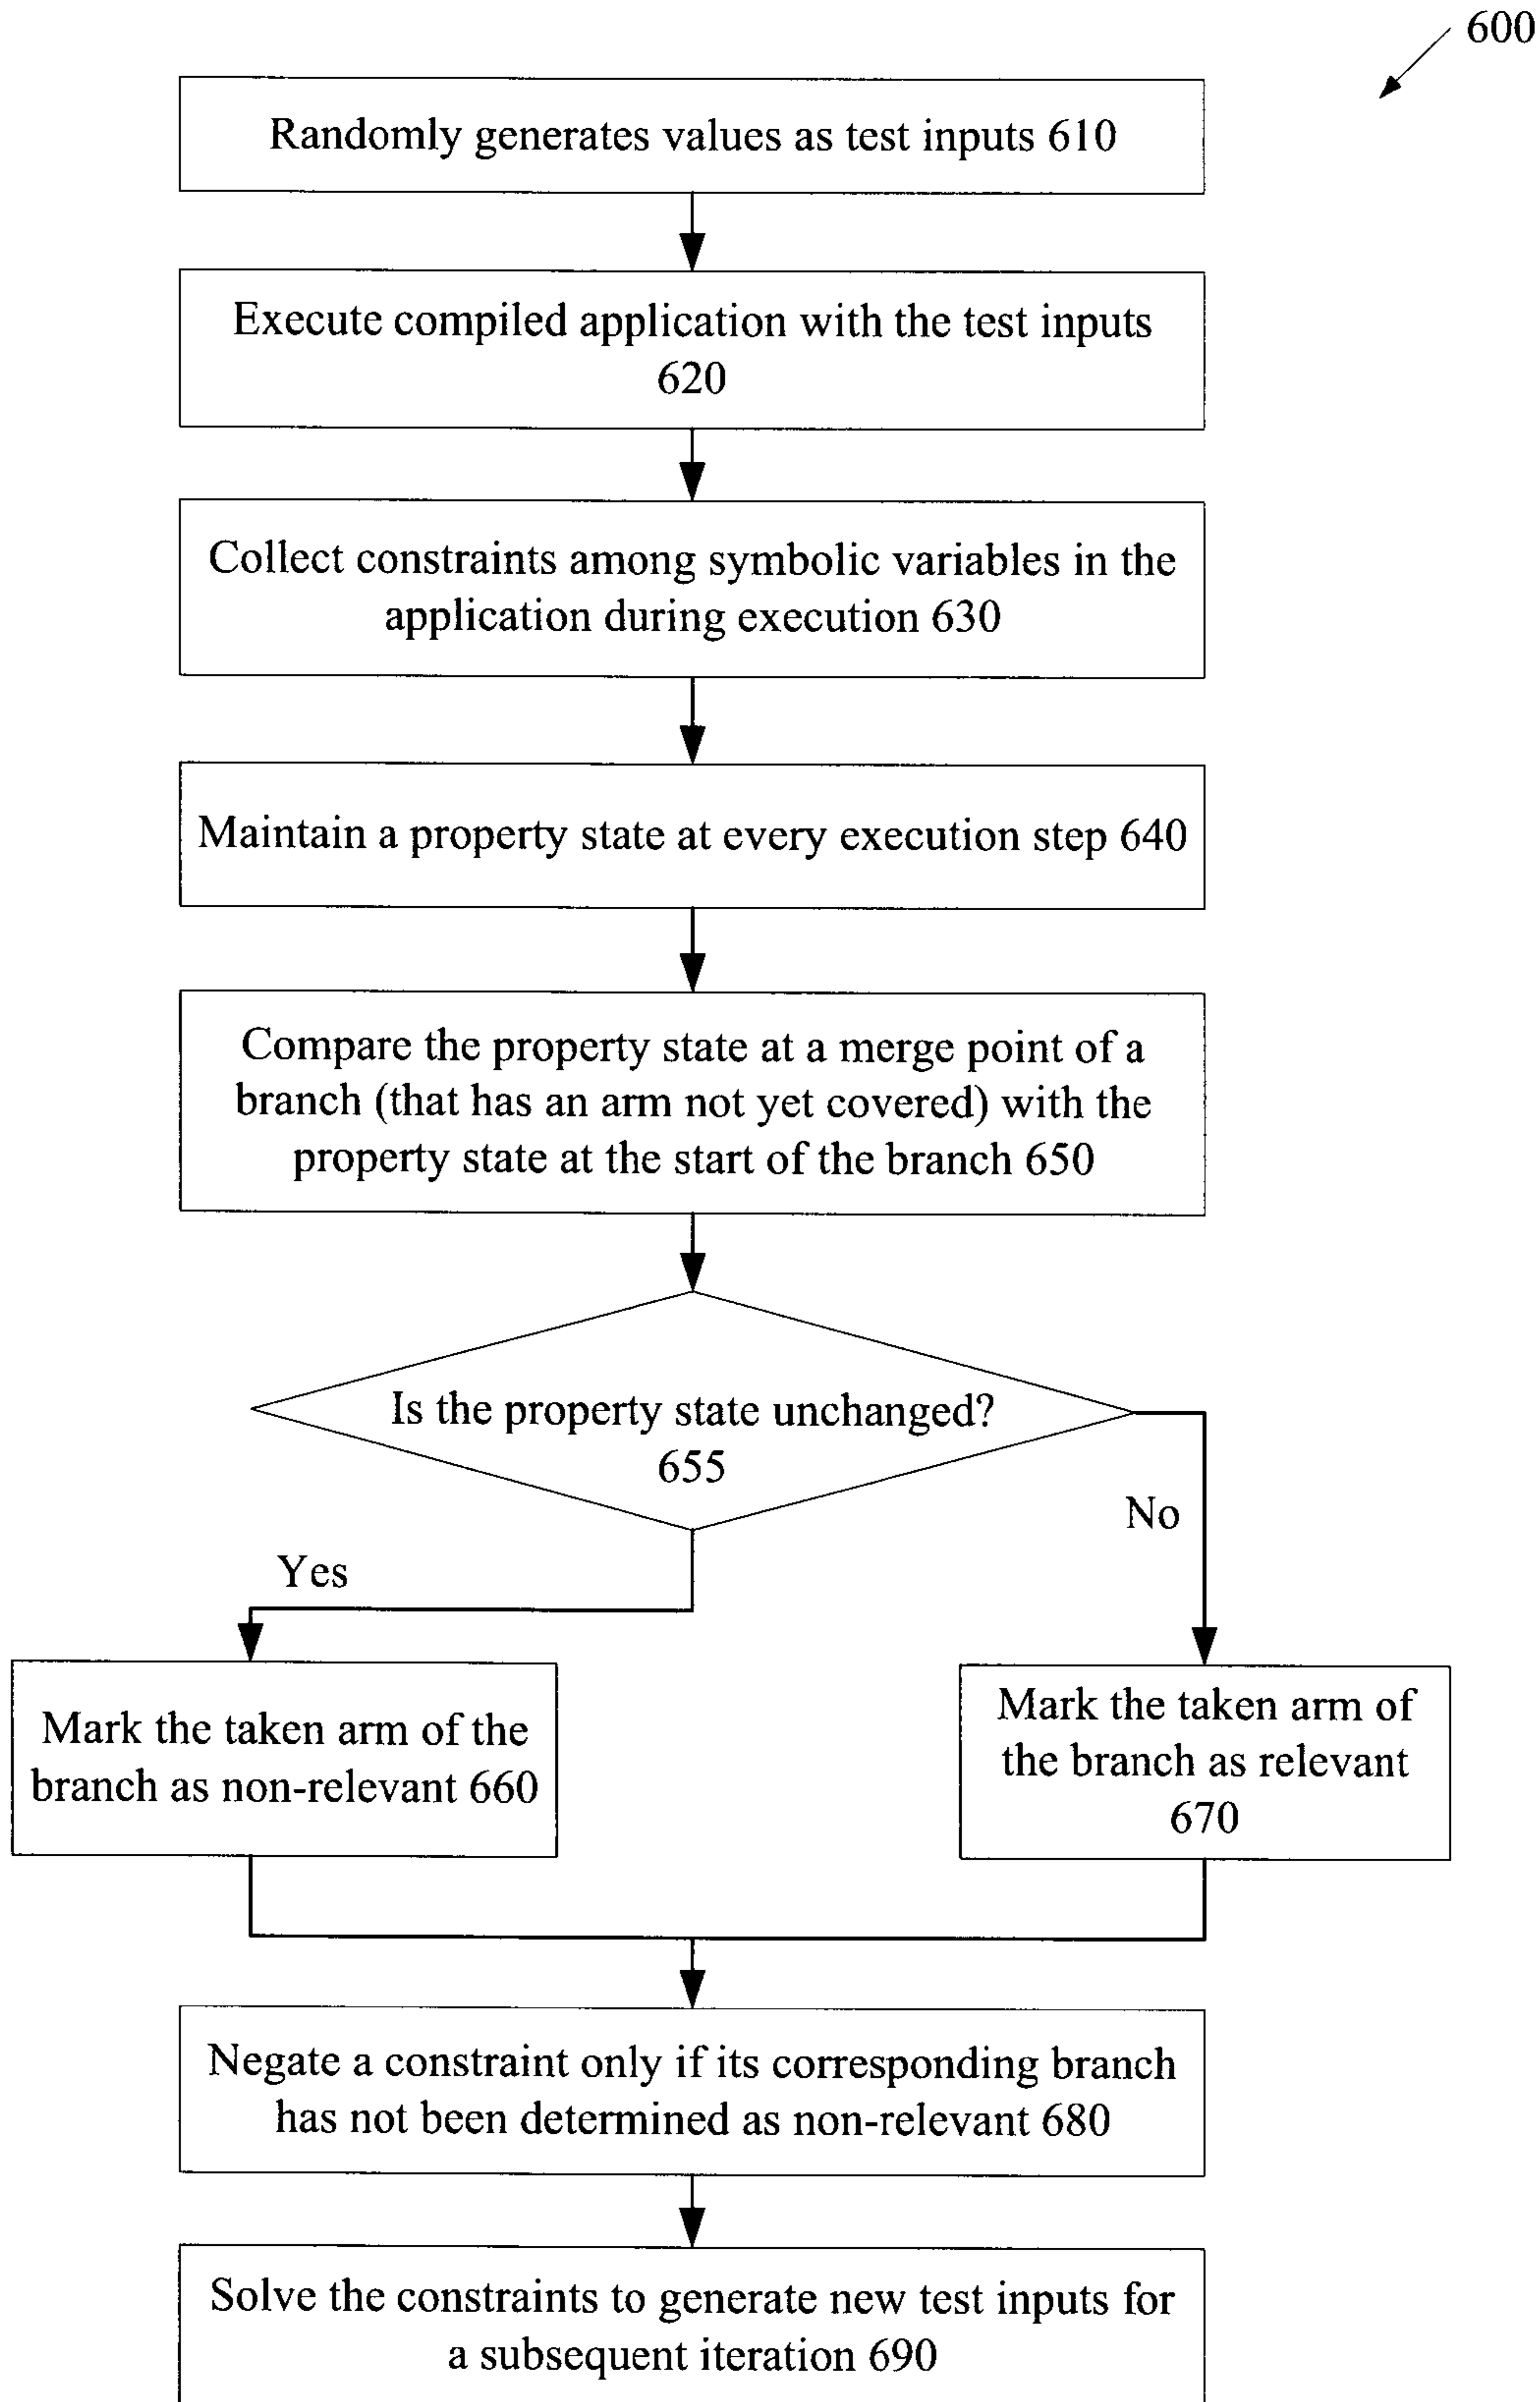 600
Randomly generates values as test inputs 610
Execute compiled application with the test inputs
620
Collect constraints among symbolic variables in the
application during execution 630
Maintain a property state at every execution step 640
Compare the property state at a merge point of a
branch (that has an arm not yet covered) with the
property state at the start of the branch 650
Is the property state unchanged?
655
No
Yes
Mark the taken arm of the
branch as non-relevant 660
Mark the taken arm of
the branch as relevant
670
Negate a constraint only if its corresponding branch
has not been determined as non-relevant 680
Solve the constraints to generate new test inputs for
a subsequent iteration 690